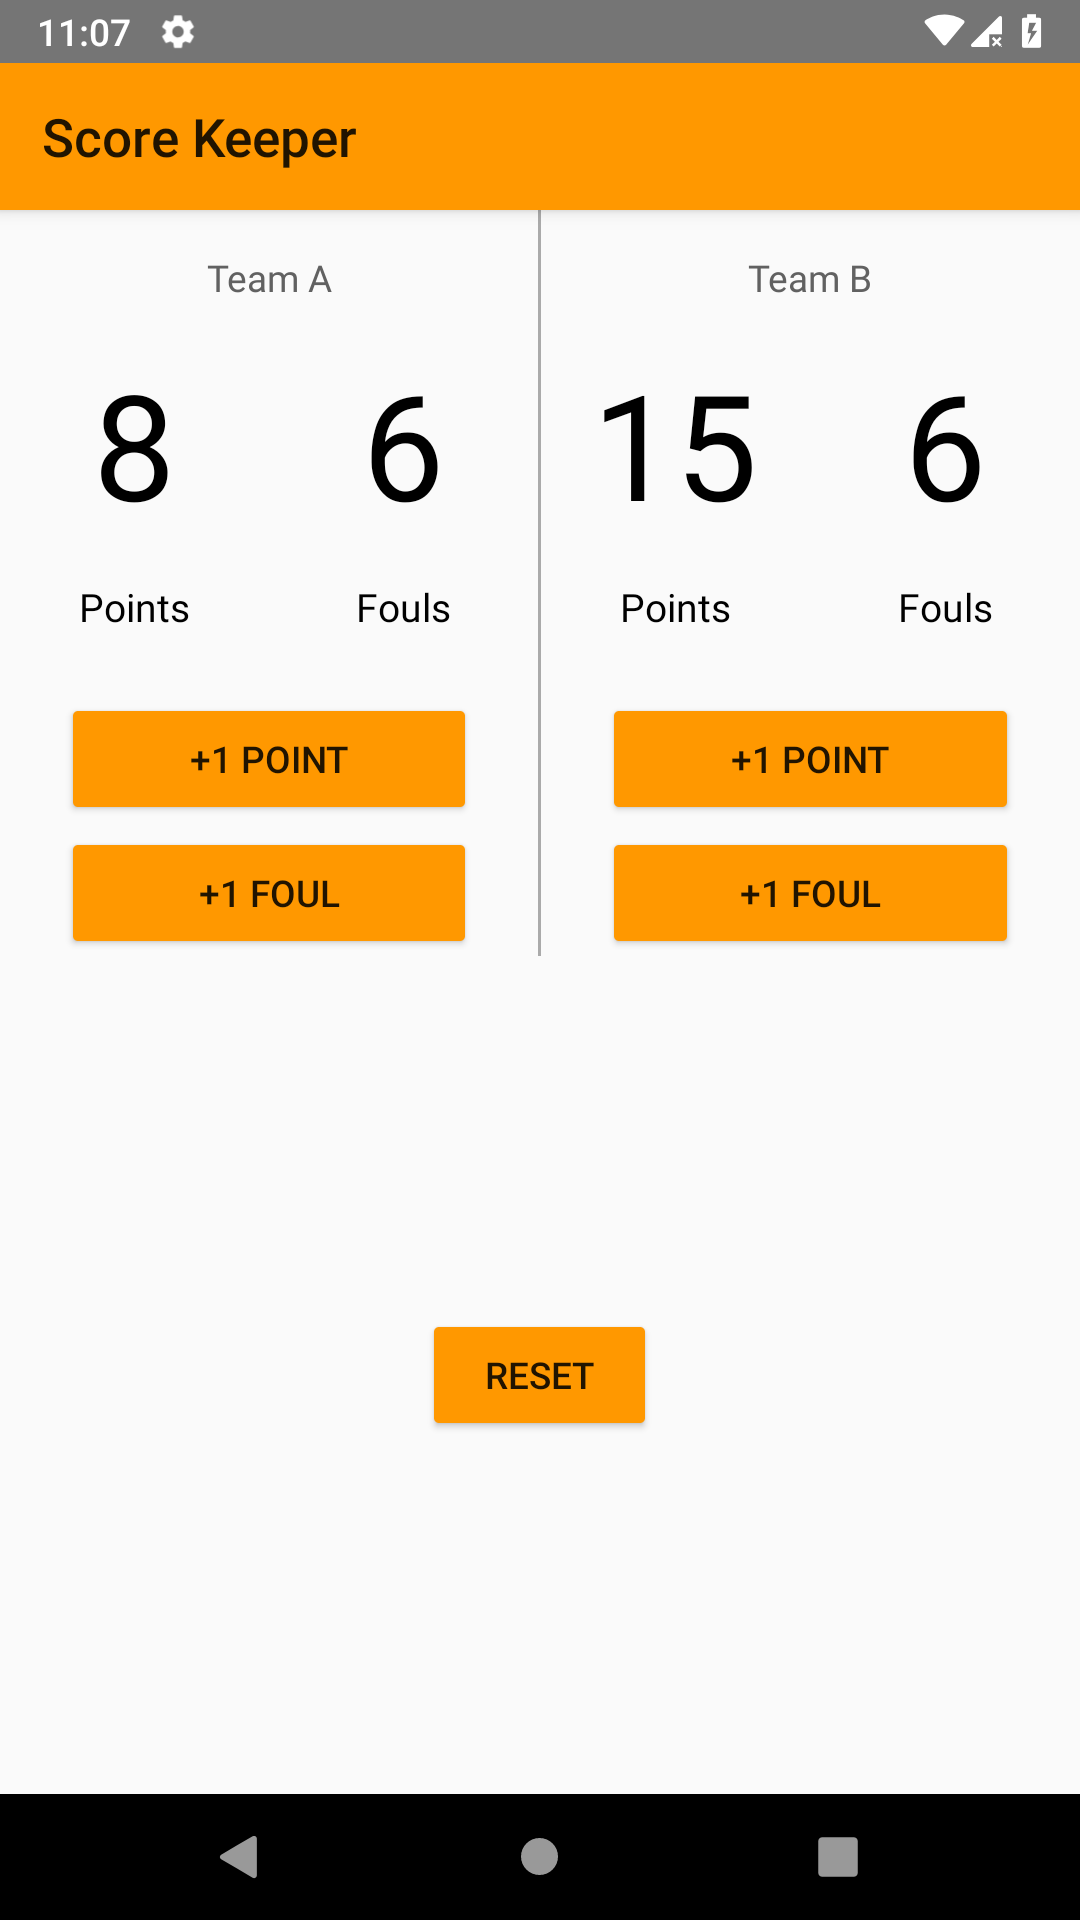 11:07
Score Keeper
Team A
Team B
8
6
15
6
Points
Fouls
Points
Fouls
+1 POINT
+1 POINT
+1 FOUL
+1 FOUL
RESET